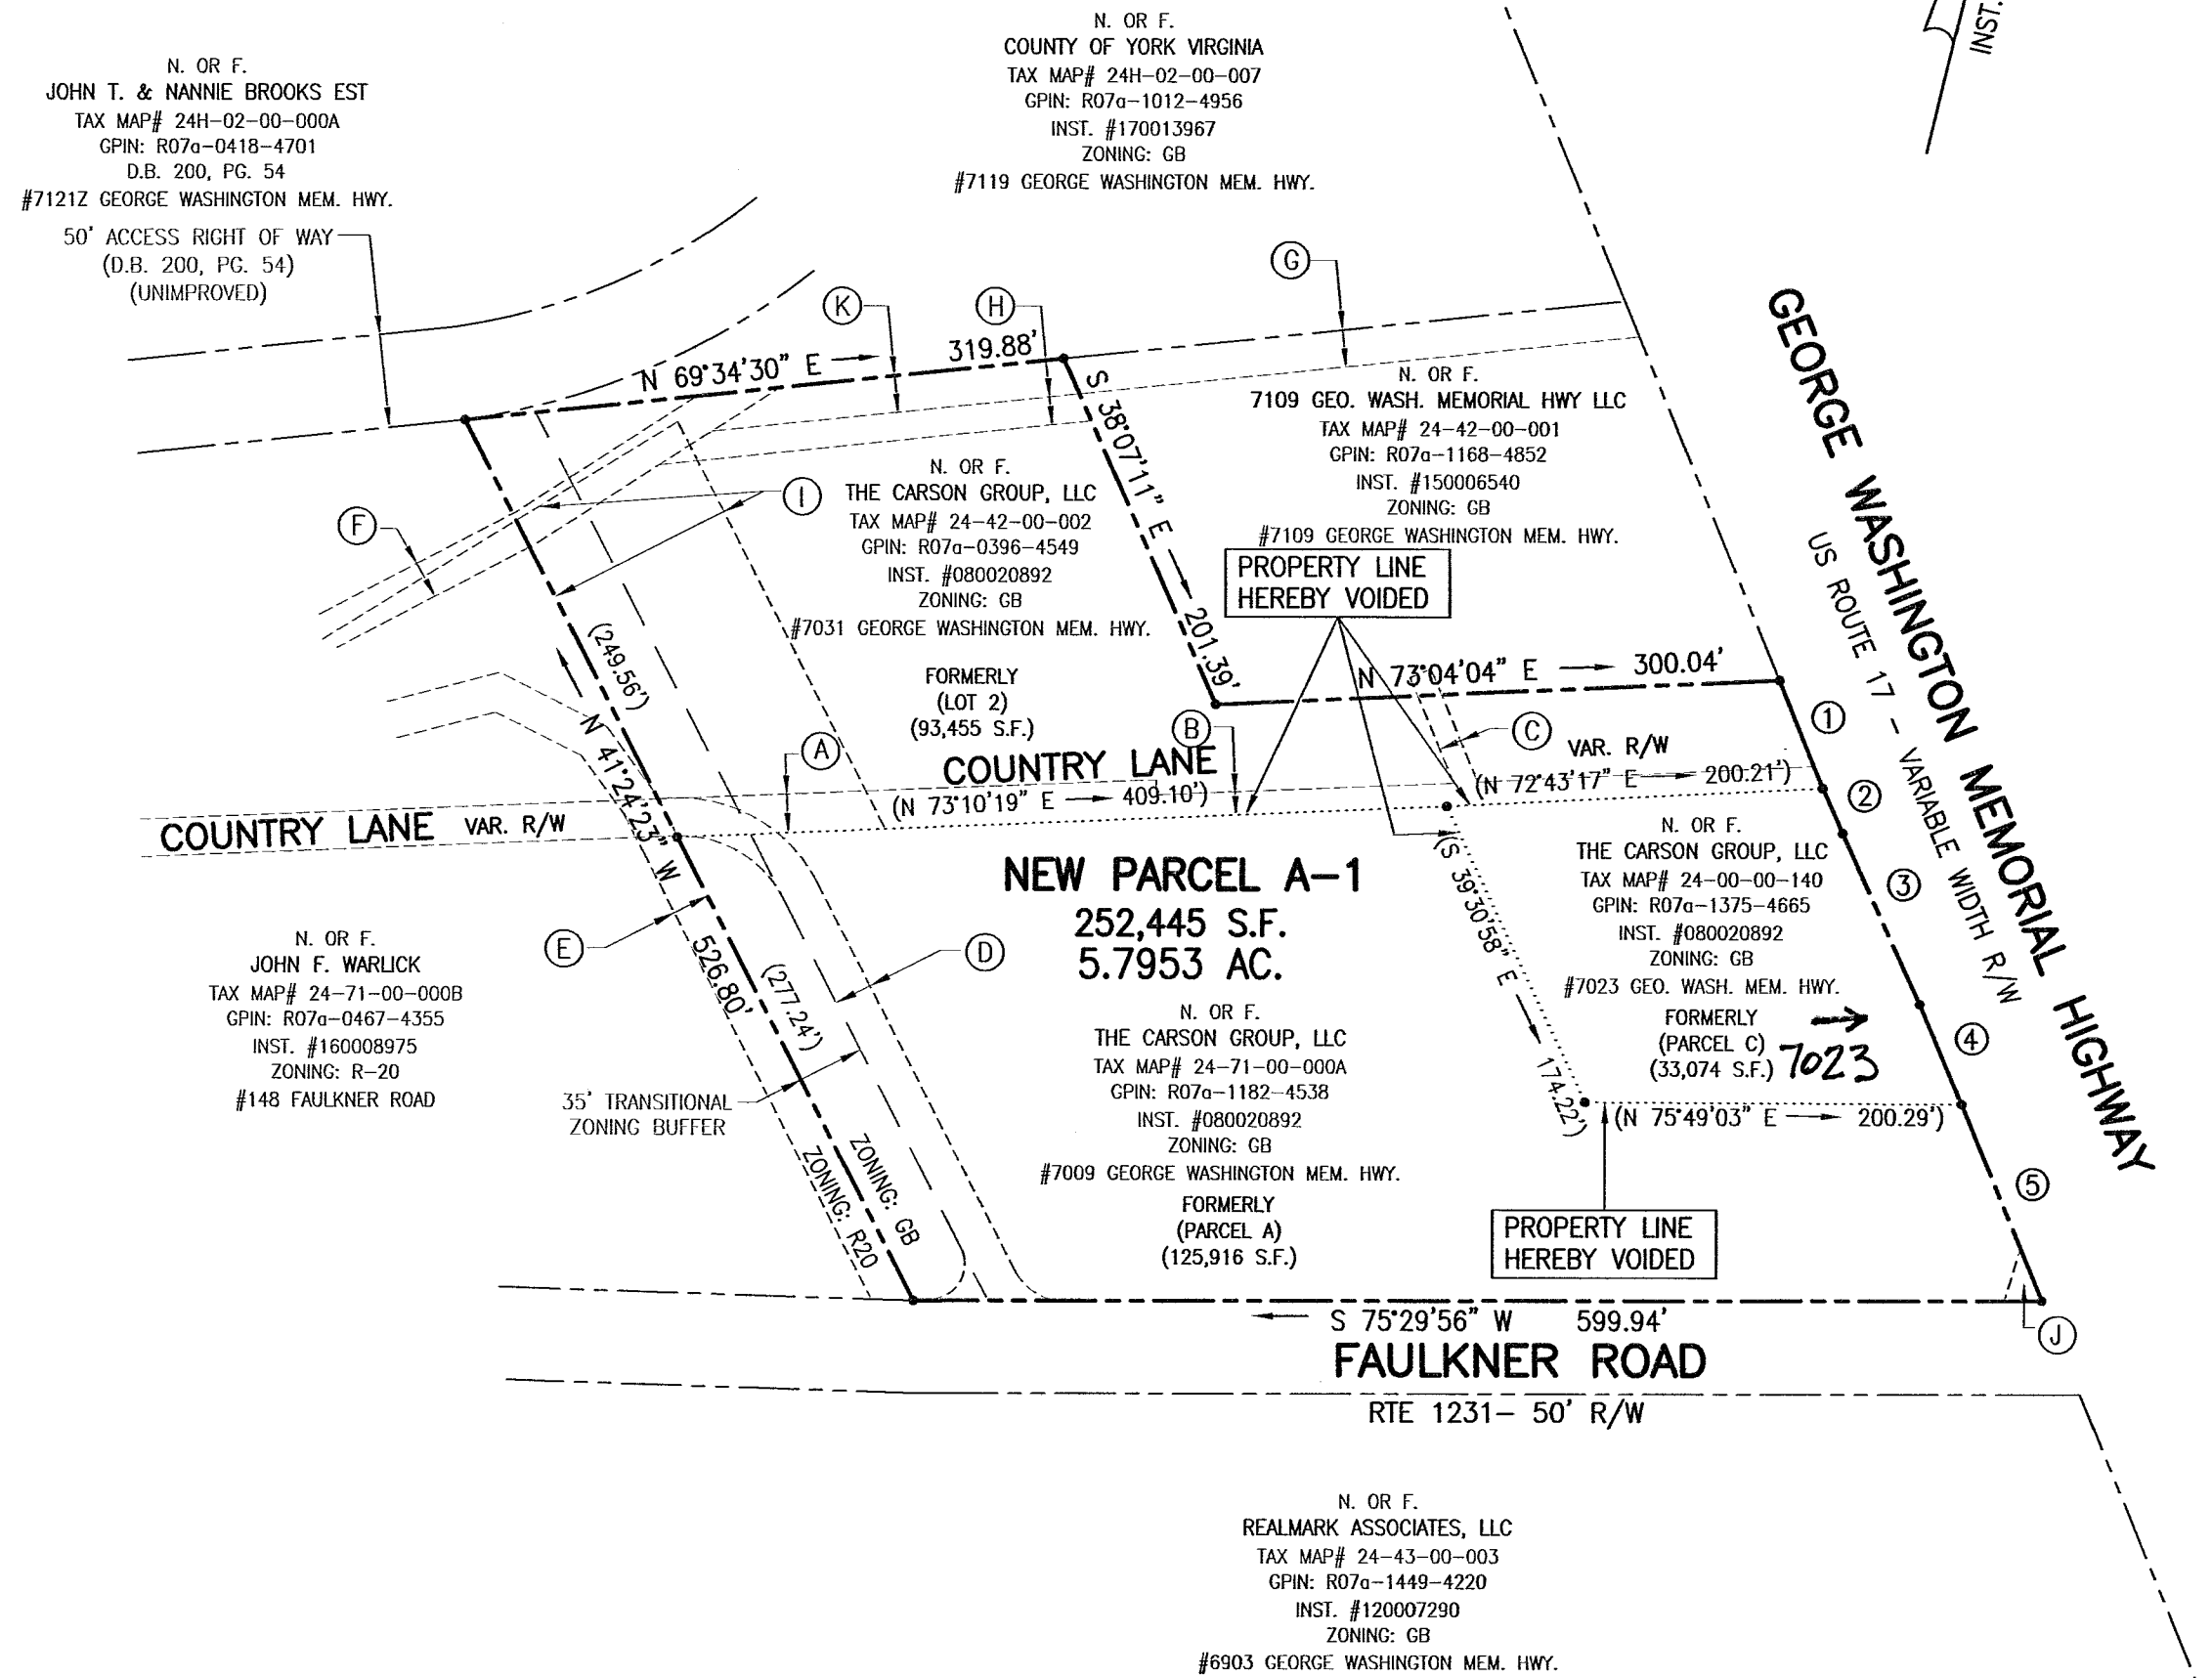 INST.
N. OR F.
JOHN T. & NANNIE BROOKS EST
TAX MAP# 24H-02-00-000A
GPIN: R07a-0418-4701
D.B. 200, PG. 54
#7121Z GEORGE WASHINGTON MEM. HWY.
50' ACCESS RIGHT OF WAY
(D.B. 200, PG. 54)
(UNIMPROVED)
N. OR F.
COUNTY OF YORK VIRGINIA
TAX MAP# 24H-02-00-007
GPIN: R07a-1012-4956
INST. #170013967
ZONING: GB
#7119 GEORGE WASHINGTON MEM. HWY.
G
K
H
N 69°34'30" E 319.88'
S 38°07'11" E 201.39'
N. OR F.
7109 GEO. WASH. MEMORIAL HWY LLC
TAX MAP# 24-42-00-001
GPIN: R07a-1168-4852
INST. #150006540
ZONING: GB
#7109 GEORGE WASHINGTON MEM. HWY.
GEORGE WASHINGTON MEMORIAL HIGHWAY
US ROUTE 17 - VARIABLE WIDTH R/W
F
I
N. OR F.
THE CARSON GROUP, LLC
TAX MAP# 24-42-00-002
GPIN: R07a-0396-4549
INST. #080020892
ZONING: GB
#7031 GEORGE WASHINGTON MEM. HWY.
FORMERLY
(LOT 2)
(93,455 S.F.)
PROPERTY LINE
HEREBY VOIDED
N 73°04'04" E 300.04'
(249.56')
N 41°24'23" W 526.80'
(277.24')
A
B
C
1
2
3
4
5
COUNTRY LANE
VAR. R/W
(N 73°10'19" E 409.10')
(N 72°43'17" E 200.21')
COUNTRY LANE VAR. R/W
NEW PARCEL A-1
252,445 S.F.
5.7953 AC.
(S 39°30'58" E 174.22')
N. OR F.
THE CARSON GROUP, LLC
TAX MAP# 24-00-00-140
GPIN: R07a-1375-4665
INST. #080020892
ZONING: GB
#7023 GEO. WASH. MEM. HWY.
FORMERLY
(PARCEL C)
(33,074 S.F.)
7023
(N 75°49'03" E 200.29')
E
D
N. OR F.
JOHN F. WARLICK
TAX MAP# 24-71-00-000B
GPIN: R07a-0467-4355
INST. #160008975
ZONING: R-20
#148 FAULKNER ROAD
35' TRANSITIONAL
ZONING BUFFER
ZONING: GB
ZONING: R20
N. OR F.
THE CARSON GROUP, LLC
TAX MAP# 24-71-00-000A
GPIN: R07a-1182-4538
INST. #080020892
ZONING: GB
#7009 GEORGE WASHINGTON MEM. HWY.
FORMERLY
(PARCEL A)
(125,916 S.F.)
PROPERTY LINE
HEREBY VOIDED
J
S 75°29'56" W 599.94'
FAULKNER ROAD
RTE 1231- 50' R/W
N. OR F.
REALMARK ASSOCIATES, LLC
TAX MAP# 24-43-00-003
GPIN: R07a-1449-4220
INST. #120007290
ZONING: GB
#6903 GEORGE WASHINGTON MEM. HWY.